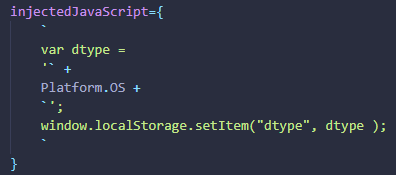 injectedJavaScript={
`
var dtype =
'` +
Platform.OS +
`';
window.localStorage.setItem("dtype", dtype );
`
}